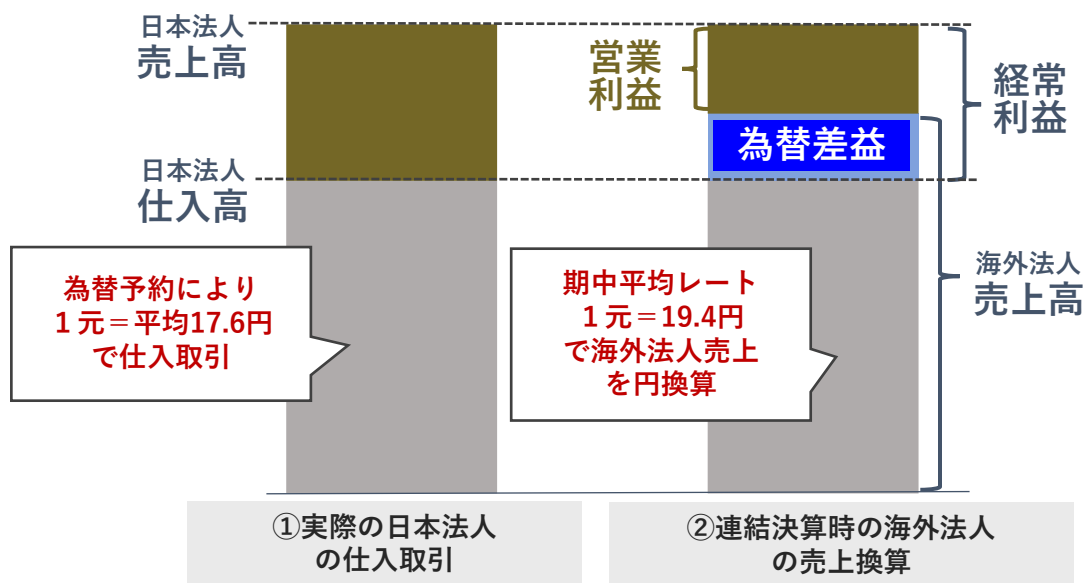 日本法人
売上高
営業
利益
経常
利益
為替差益
日本法人
仕入高
海外法人
売上高
為替予約により
１元＝平均17.6円
で仕入取引
期中平均レート
１元＝19.4円
で海外法人売上
を円換算
①実際の日本法人
の仕入取引
②連結決算時の海外法人
の売上換算